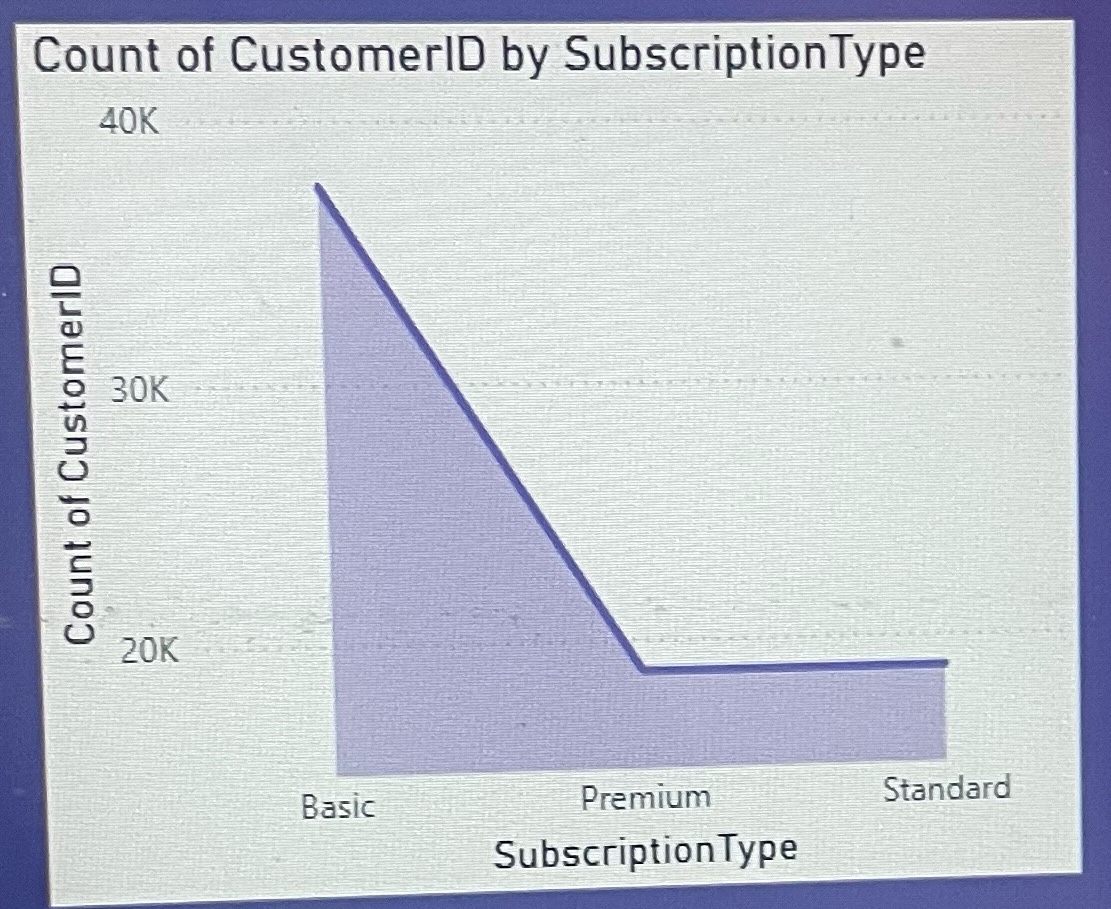 Count of CustomerID by SubscriptionType
40K
30K
20K
Count of CustomerID
Basic Premium Standard
SubscriptionType